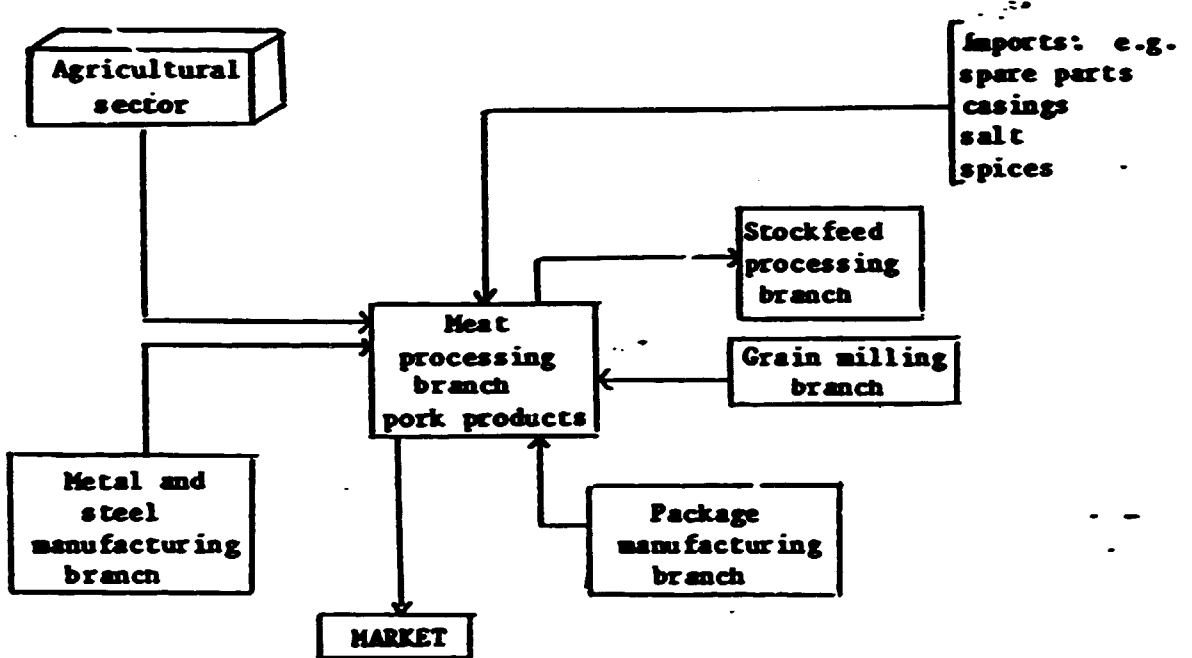 Agricultural
sector
Imports: e.g.
spare parts
casings
salt
spices
Stockfeed
processing
branch
Meat
processing
branch
pork products
Grain milling
branch
Metal and
steel
manufacturing
branch
Package
manufacturing
branch
MARKET